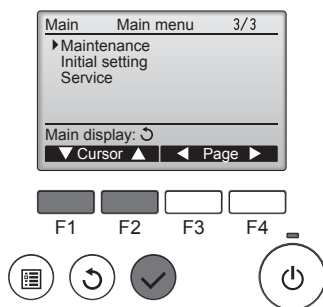 Main Main menu 3/3
Maintenance
Initial setting
Service
Main display:
Cursor Page
F1 F2 F3 F4